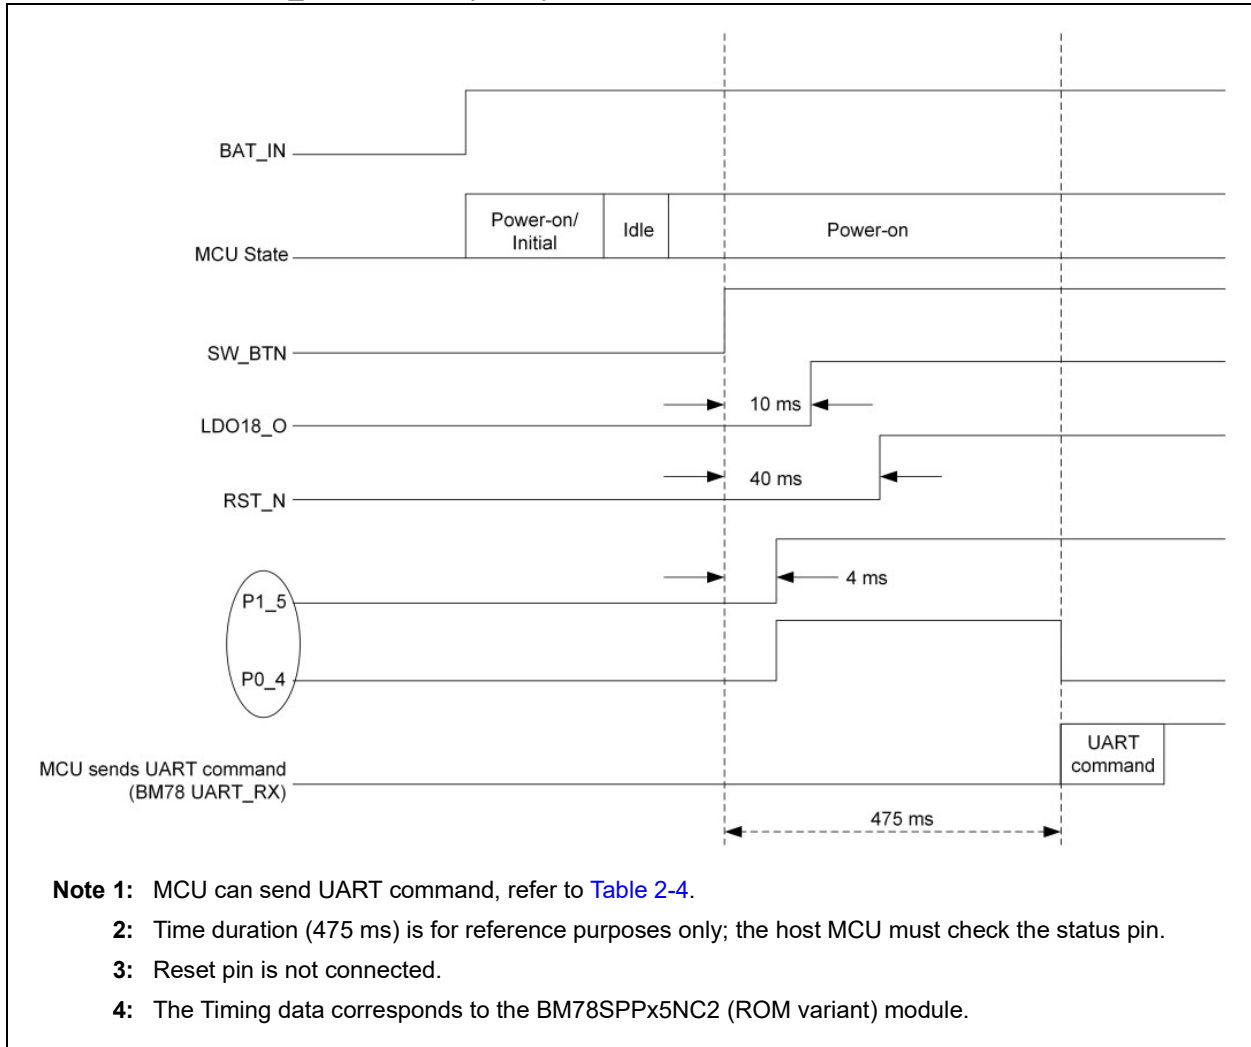 BAT_IN
Power-on/
Initial
Idle
Power-on
MCU State
SW_BTN
10 ms
LDO18_O
40 ms
RST_N
4 ms
P1_5
P0_4
UART
command
MCU sends UART command
(BM78 UART_RX)
475 ms
Note 1: MCU can send UART command, refer to Table 2-4.
2: Time duration (475 ms) is for reference purposes only; the host MCU must check the status pin.
3: Reset pin is not connected.
4: The Timing data corresponds to the BM78SPPx5NC2 (ROM variant) module.